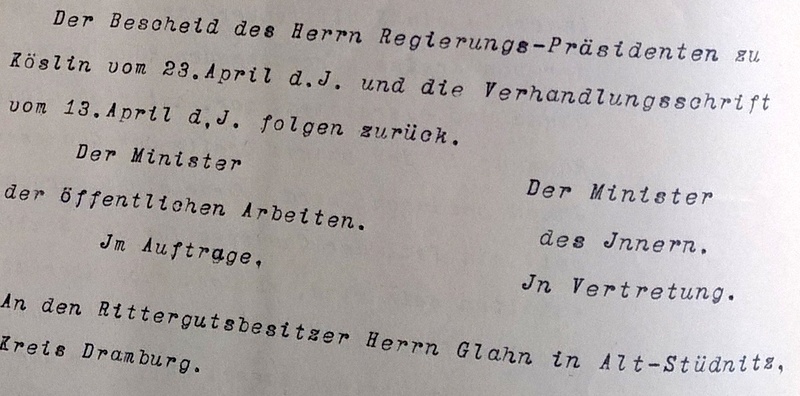 Der Bescheid des Herrn Regierungs-Präsidenten zu
Köslin vom 23.April d.J. und die Verhandlungsschrift
vom 13.April d,J. folgen zurück.
Der Minister
der öffentlichen Arbeiten.
Jm Auftrage,
Der Minister
des Jnnern.
Jn Vertretung.
An den Rittergutsbesitzer Herrn Glahn in Alt-Stüdnitz,
Kreis Dramburg.